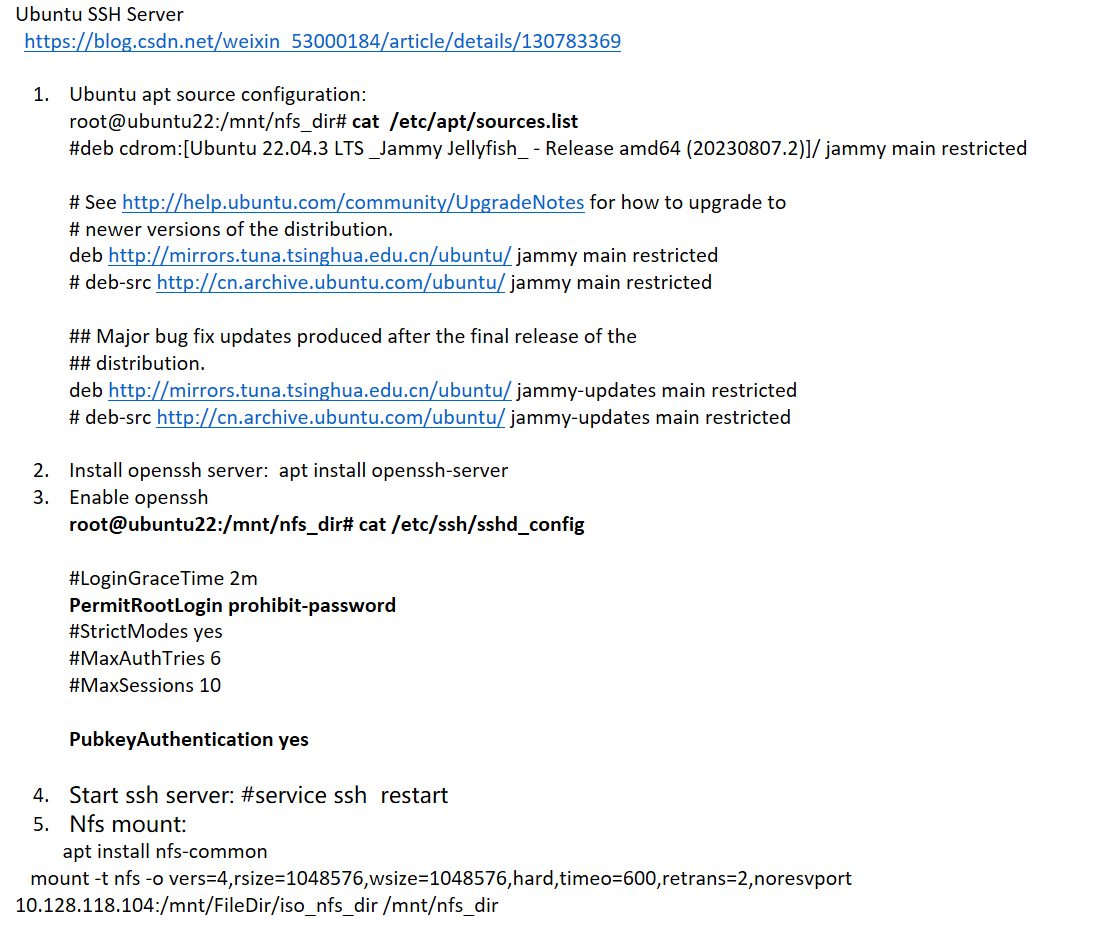 Ubuntu SSH Server
https://blog.csdn.net/weixin_53000184/article/details/130783369
1. Ubuntu apt source configuration:
root@ubuntu22:/mnt/nfs_dir# cat  /etc/apt/sources.list
#deb cdrom:[Ubuntu 22.04.3 LTS _Jammy Jellyfish_ - Release amd64 (20230807.2)]/ jammy main restricted
# See http://help.ubuntu.com/community/UpgradeNotes for how to upgrade to
# newer versions of the distribution.
deb http://mirrors.tuna.tsinghua.edu.cn/ubuntu/ jammy main restricted
# deb-src http://cn.archive.ubuntu.com/ubuntu/ jammy main restricted
## Major bug fix updates produced after the final release of the
## distribution.
deb http://mirrors.tuna.tsinghua.edu.cn/ubuntu/ jammy-updates main restricted
# deb-src http://cn.archive.ubuntu.com/ubuntu/ jammy-updates main restricted
2. Install openssh server:  apt install openssh-server
3. Enable openssh
root@ubuntu22:/mnt/nfs_dir# cat /etc/ssh/sshd_config
#LoginGraceTime 2m
PermitRootLogin prohibit-password
#StrictModes yes
#MaxAuthTries 6
#MaxSessions 10
PubkeyAuthentication yes
4. Start ssh server: #service ssh  restart
5. Nfs mount:
apt install nfs-common
mount -t nfs -o vers=4,rsize=1048576,wsize=1048576,hard,timeo=600,retrans=2,noresvport
10.128.118.104:/mnt/FileDir/iso_nfs_dir /mnt/nfs_dir